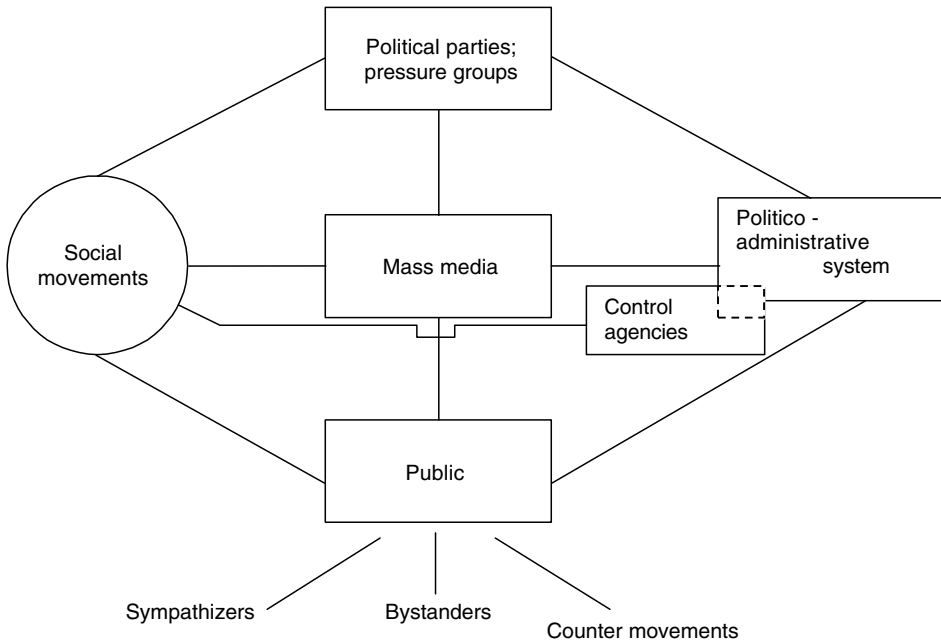 Political parties;
pressure groups
Social
movements
Mass media
Politico -
administrative
system
Control
agencies
Public
Sympathizers
Bystanders
Counter movements